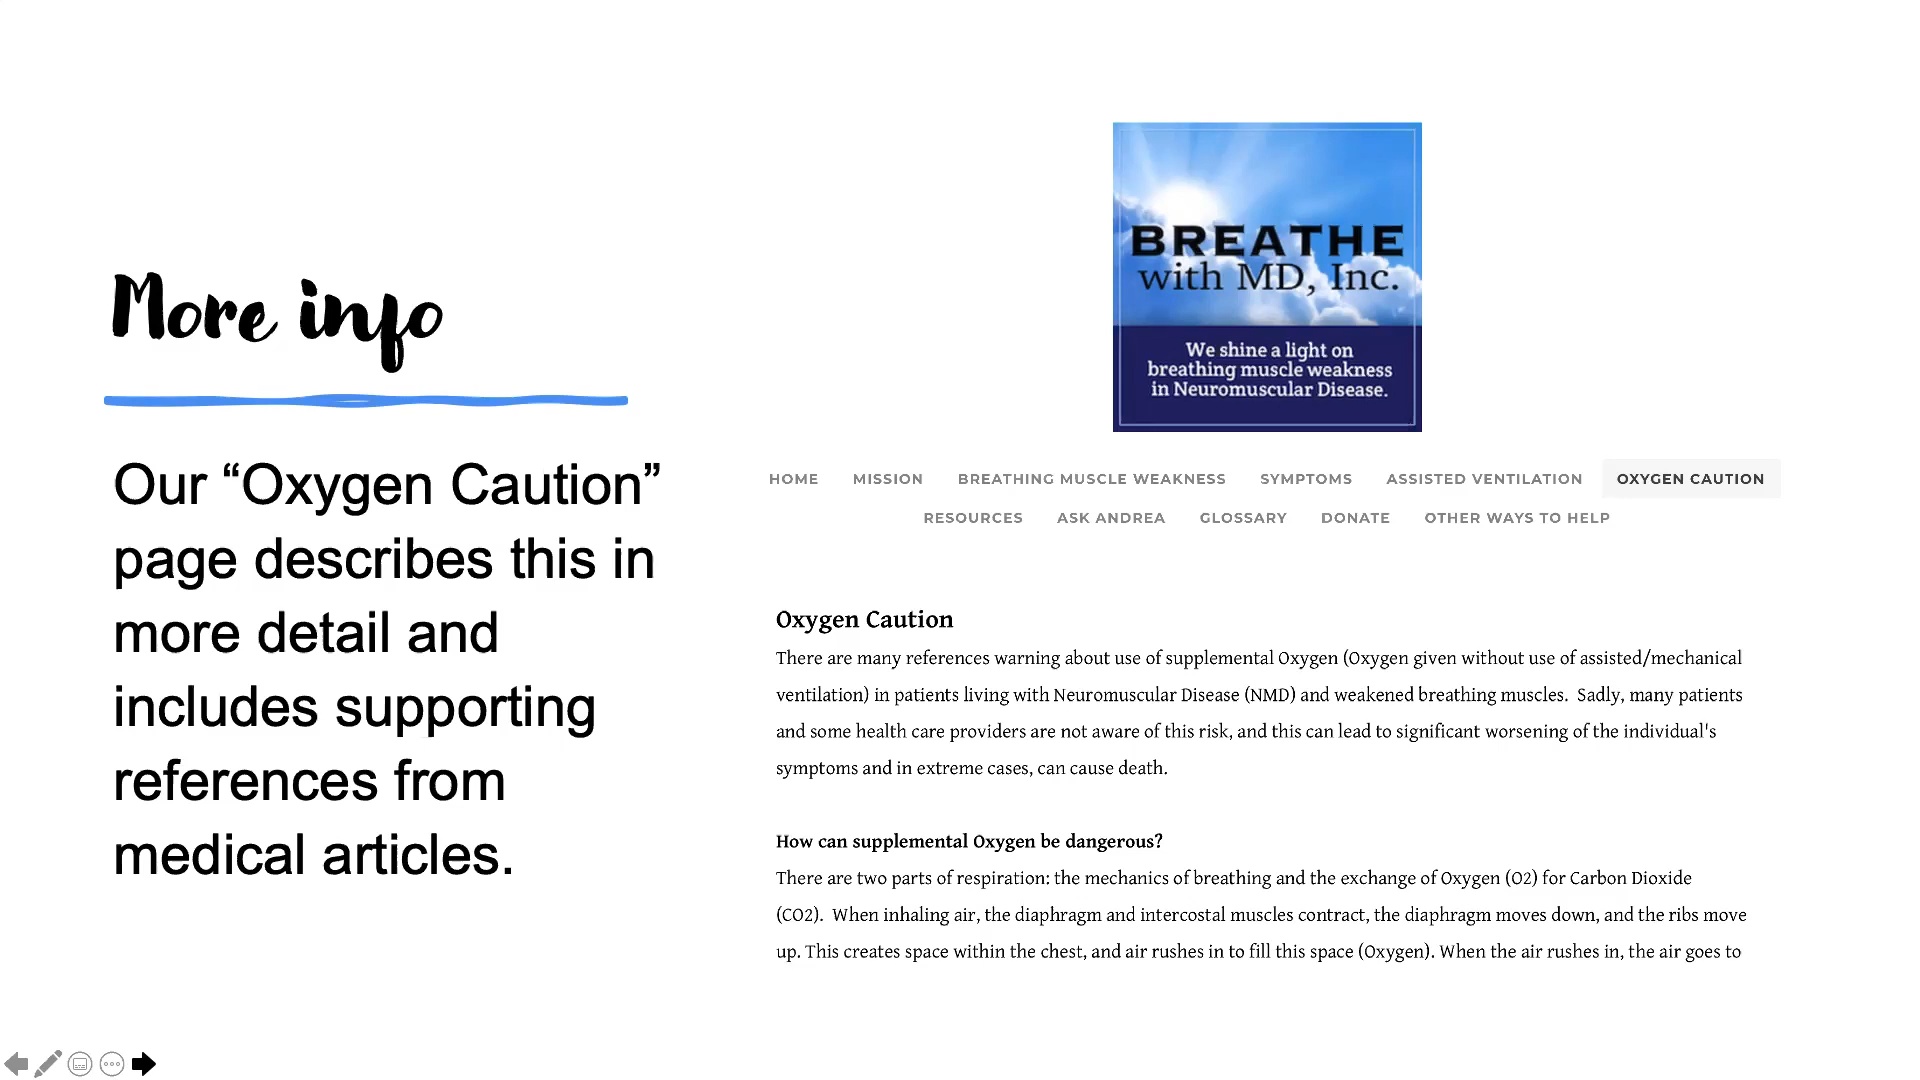 More info
Our “Oxygen Caution”
page describes this in
more detail and
includes supporting
references from
medical articles.
BREATHE
with MD, Inc.
We shine a light on
breathing muscle weakness
in Neuromuscular Disease.
HOME MISSION BREATHING MUSCLE WEAKNESS SYMPTOMS ASSISTED VENTILATION OXYGEN CAUTION
RESOURCES ASK ANDREA GLOSSARY DONATE OTHER WAYS TO HELP
Oxygen Caution
There are many references warning about use of supplemental Oxygen (Oxygen given without use of assisted/mechanical
ventilation) in patients living with Neuromuscular Disease (NMD) and weakened breathing muscles.  Sadly, many patients
and some health care providers are not aware of this risk, and this can lead to significant worsening of the individual's
symptoms and in extreme cases, can cause death.
How can supplemental Oxygen be dangerous?
There are two parts of respiration: the mechanics of breathing and the exchange of Oxygen (O2) for Carbon Dioxide
(CO2).  When inhaling air, the diaphragm and intercostal muscles contract, the diaphragm moves down, and the ribs move
up. This creates space within the chest, and air rushes in to fill this space (Oxygen). When the air rushes in, the air goes to